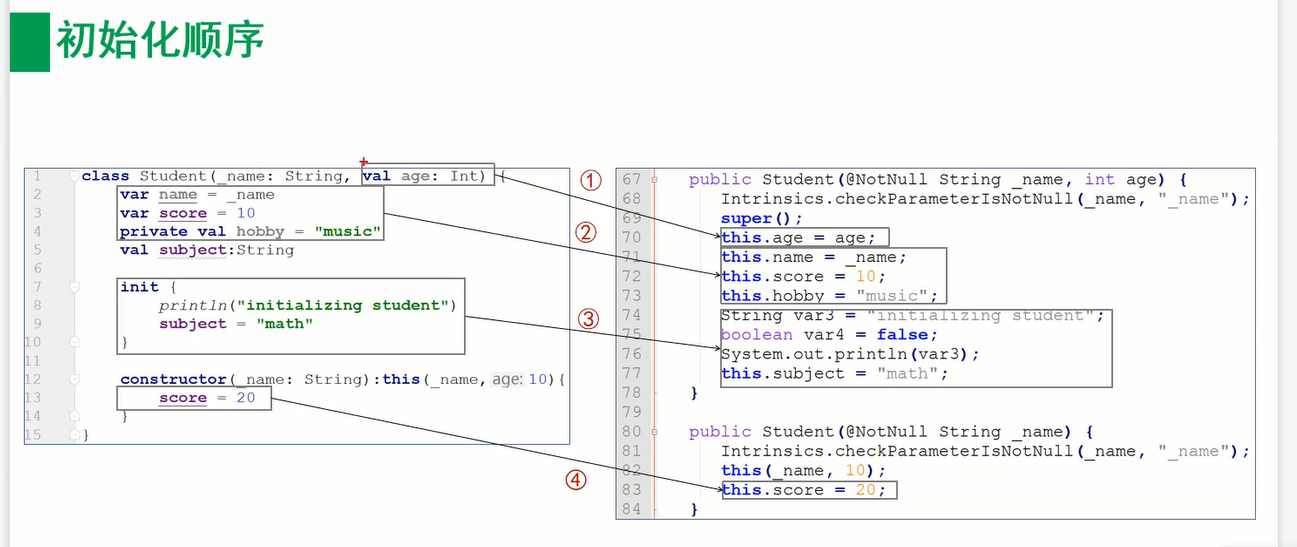 初始化顺序
1 class Student(_name: String, val age: Int) {
2 var name = _name
3 var score = 10
4 private val hobby = "music"
5 val subject:String
6
7 init {
8 println("initializing student")
9 subject = "math"
10 }
11
12 constructor(_name: String):this(_name, age: 10){
13 score = 20
14 }
15 }
①
②
③
④
67 public Student(@NotNull String _name, int age) {
68 Intrinsics.checkParameterIsNotNull(_name, "_name");
69 super();
70 this.age = age;
71 this.name = _name;
72 this.score = 10;
73 this.hobby = "music";
74 String var3 = "initializing student";
75 boolean var4 = false;
76 System.out.println(var3);
77 this.subject = "math";
78 }
79
80 public Student(@NotNull String _name) {
81 Intrinsics.checkParameterIsNotNull(_name, "_name");
82 this(_name, 10);
83 this.score = 20;
84 }